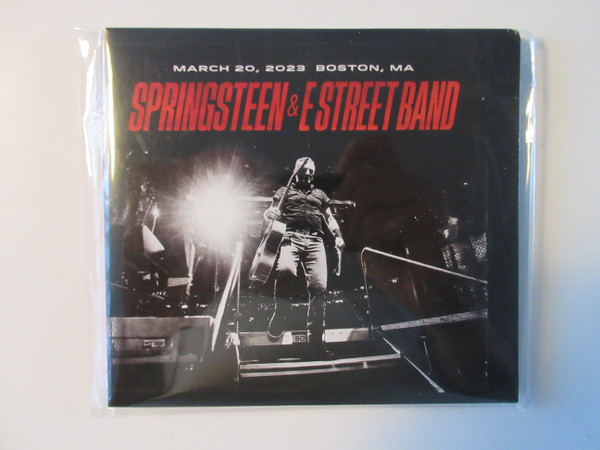 MARCH 20, 2023 BOSTON, MA
SPRINGSTEEN & E STREET BAND